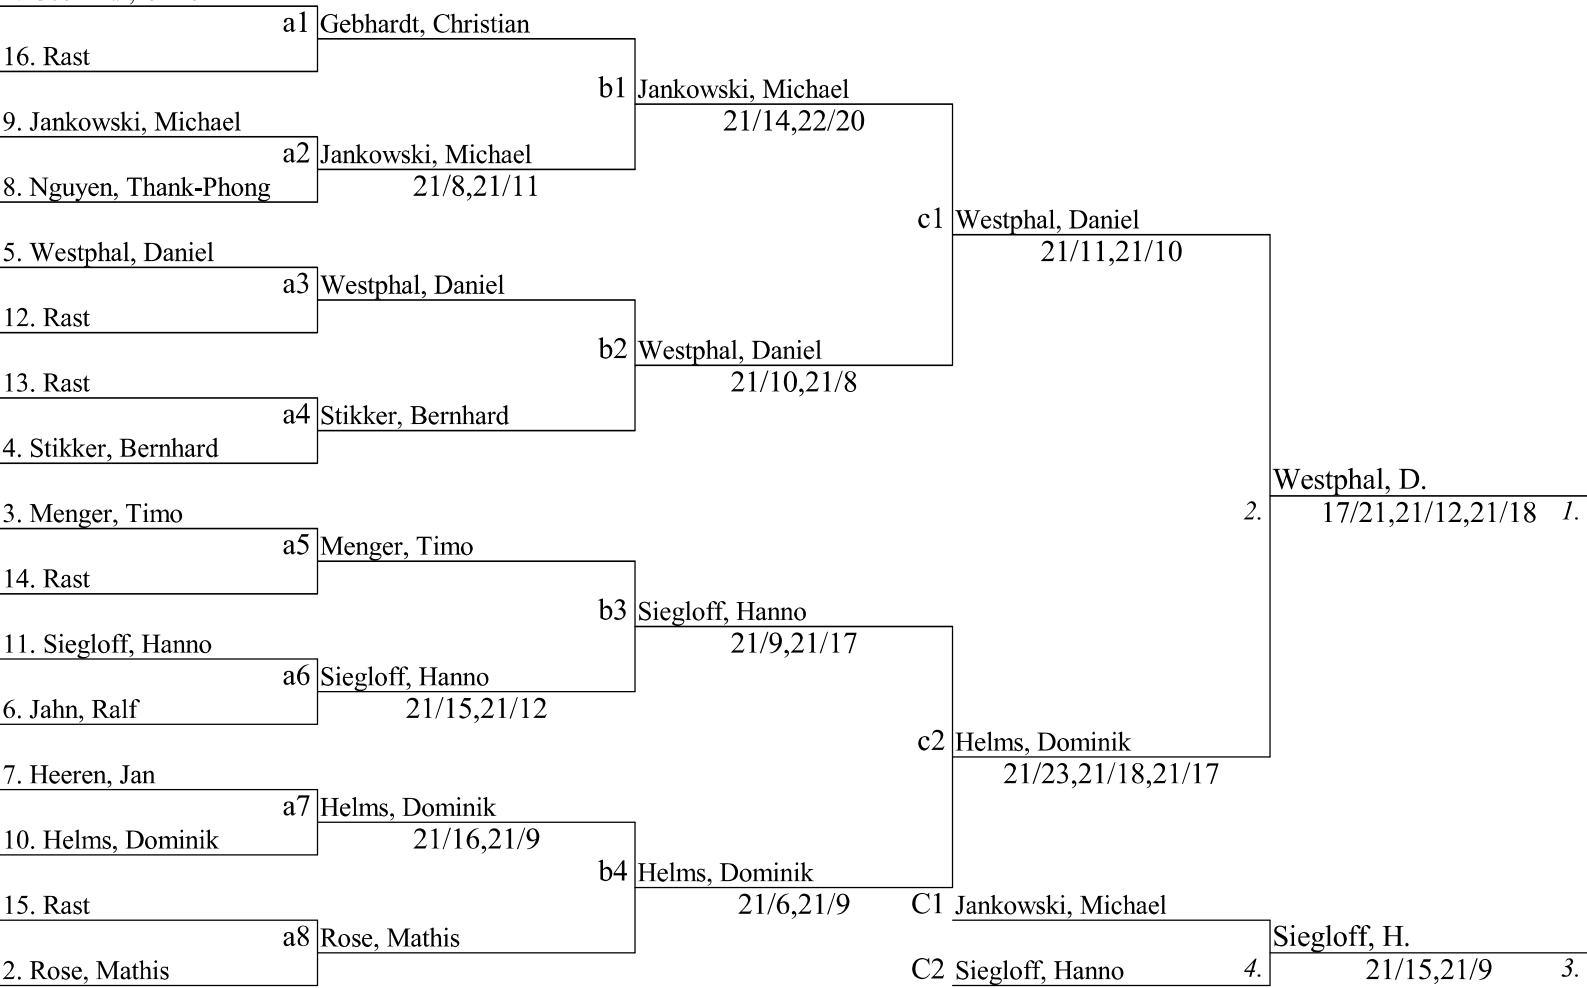 a1 Gebhardt, Christian
16. Rast
b1 Jankowski, Michael
21/14,22/20
9. Jankowski, Michael
a2 Jankowski, Michael
21/8,21/11
8. Nguyen, Thank-Phong
c1 Westphal, Daniel
21/11,21/10
5. Westphal, Daniel
a3 Westphal, Daniel
12. Rast
b2 Westphal, Daniel
21/10,21/8
13. Rast
a4 Stikker, Bernhard
4. Stikker, Bernhard
Westphal, D.
2. 17/21,21/12,21/18 1.
3. Menger, Timo
a5 Menger, Timo
14. Rast
b3 Siegloff, Hanno
21/9,21/17
11. Siegloff, Hanno
a6 Siegloff, Hanno
21/15,21/12
6. Jahn, Ralf
c2 Helms, Dominik
21/23,21/18,21/17
7. Heeren, Jan
a7 Helms, Dominik
21/16,21/9
10. Helms, Dominik
b4 Helms, Dominik
21/6,21/9
15. Rast
C1 Jankowski, Michael
a8 Rose, Mathis
Siegloff, H.
2. Rose, Mathis
C2 Siegloff, Hanno 4. 21/15,21/9 3.